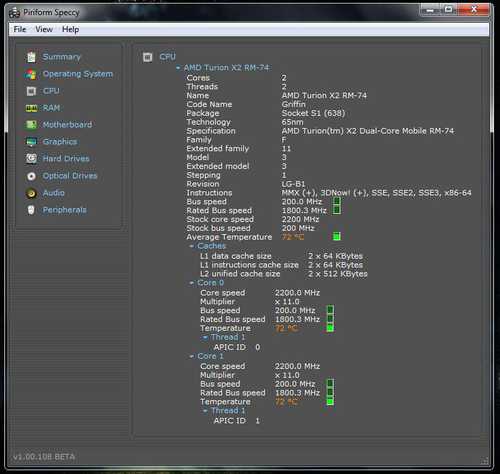 Piriform Speccy
File View Help
Summary
Operating System
CPU
RAM
Motherboard
Graphics
Hard Drives
Optical Drives
Audio
Peripherals
CPU
AMD Turion X2 RM-74
Cores 2
Threads 2
Name AMD Turion X2 RM-74
Code Name Griffin
Package Socket S1 (638)
Technology 65nm
Specification AMD Turion(tm) X2 Dual-Core Mobile RM-74
Family F
Extended family 11
Model 3
Extended model 3
Stepping 1
Revision LG-B1
Instructions MMX (+), 3DNow! (+), SSE, SSE2, SSE3, x86-64
Bus speed 200.0 MHz
Rated Bus speed 1800.3 MHz
Stock core speed 2200 MHz
Stock bus speed 200 MHz
Average Temperature 72 °C
Caches
L1 data cache size 2 x 64 KBytes
L1 instructions cache size 2 x 64 KBytes
L2 unified cache size 2 x 512 KBytes
Core 0
Core speed 2200.0 MHz
Multiplier x 11.0
Bus speed 200.0 MHz
Rated Bus speed 1800.3 MHz
Temperature 72 °C
Thread 1
APIC ID 0
Core 1
Core speed 2200.0 MHz
Multiplier x 11.0
Bus speed 200.0 MHz
Rated Bus speed 1800.3 MHz
Temperature 72 °C
Thread 1
APIC ID 1
v1.00.108 BETA